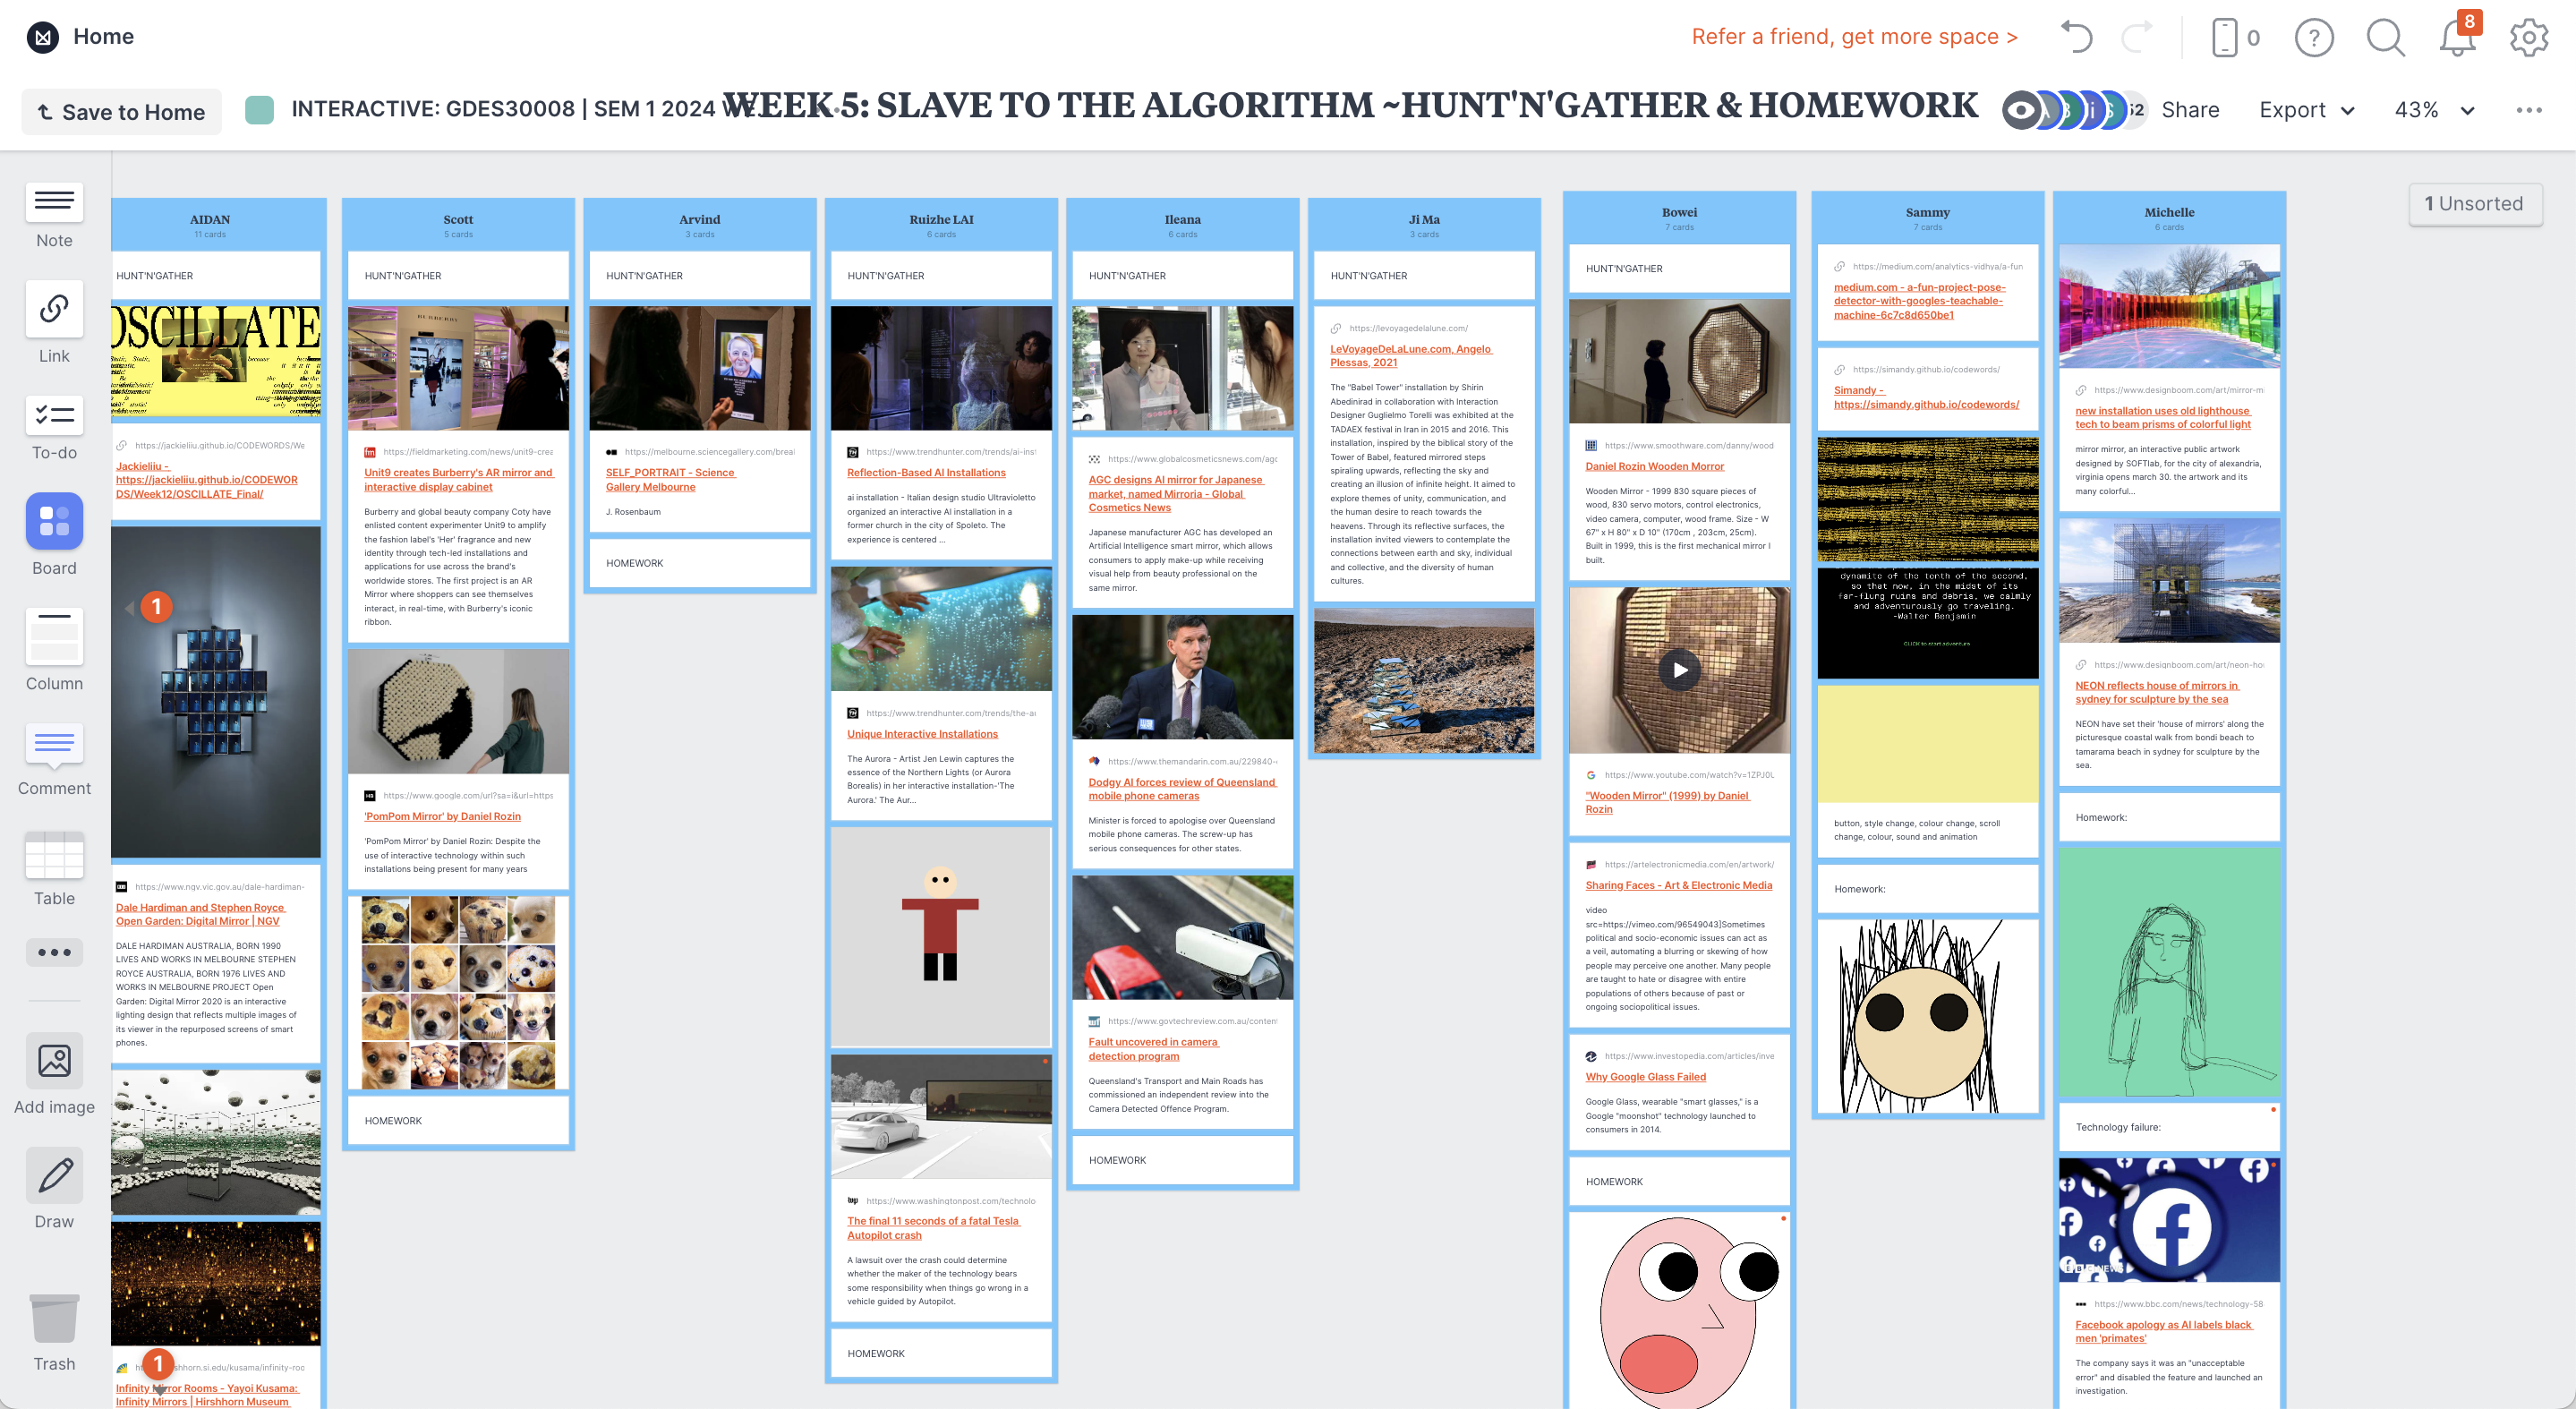 Home
Refer a friend, get more space >
0
8
Save to Home
INTERACTIVE: GDES30008 | SEM 1 2024 WE...
WEEK 5: SLAVE TO THE ALGORITHM ~HUNT'N'GATHER & HOMEWORK
Share
Export
43%
Note
Link
To-do
Board
Column
Comment
Table
Add image
Draw
Trash
1 Unsorted
AIDAN
11 cards
HUNT'N'GATHER
OSCILLATE
https://jackieliiu.github.io/CODEWORDS/We
Jackieliiu -
https://jackieliiu.github.io/CODEWOR
DS/Week12/OSCILLATE_Final/
1
https://www.ngv.vic.gov.au/dale-hardiman-
Dale Hardiman and Stephen Royce
Open Garden: Digital Mirror | NGV
DALE HARDIMAN AUSTRALIA, BORN 1990
LIVES AND WORKS IN MELBOURNE STEPHEN
ROYCE AUSTRALIA, BORN 1976 LIVES AND
WORKS IN MELBOURNE PROJECT Open
Garden: Digital Mirror 2020 is an interactive
lighting design that reflects multiple images of
its viewer in the repurposed screens of smart
phones.
1
shhorn.si.edu/kusama/infinity-roc
Infinity Mirror Rooms - Yayoi Kusama:
Infinity Mirrors | Hirshhorn Museum
Scott
5 cards
HUNT'N'GATHER
BURBERRY
https://fieldmarketing.com/news/unit9-crea
Unit9 creates Burberry's AR mirror and
interactive display cabinet
Burberry and global beauty company Coty have
enlisted content experimenter Unit9 to amplify
the fashion label's 'Her' fragrance and new
identity through tech-led installations and
applications for use across the brand's
worldwide stores. The first project is an AR
Mirror where shoppers can see themselves
interact, in real-time, with Burberry's iconic
ribbon.
https://www.google.com/url?sa=i&url=https
'PomPom Mirror' by Daniel Rozin
'PomPom Mirror' by Daniel Rozin: Despite the
use of interactive technology within such
installations being present for many years
HOMEWORK
Arvind
3 cards
HUNT'N'GATHER
https://melbourne.sciencegallery.com/breal
SELF_PORTRAIT - Science
Gallery Melbourne
J. Rosenbaum
HOMEWORK
Ruizhe LAI
6 cards
HUNT'N'GATHER
https://www.trendhunter.com/trends/ai-ins
Reflection-Based AI Installations
ai installation - Italian design studio Ultravioletto
organized an interactive AI installation in a
former church in the city of Spoleto. The
experience is centered ...
https://www.trendhunter.com/trends/the-au
Unique Interactive Installations
The Aurora - Artist Jen Lewin captures the
essence of the Northern Lights (or Aurora
Borealis) in her interactive installation-'The
Aurora.' The Aur...
https://www.washingtonpost.com/technolo
The final 11 seconds of a fatal Tesla
Autopilot crash
A lawsuit over the crash could determine
whether the maker of the technology bears
some responsibility when things go wrong in a
vehicle guided by Autopilot.
HOMEWORK
Ileana
6 cards
HUNT'N'GATHER
https://www.globalcosmeticsnews.com/agc
AGC designs AI mirror for Japanese
market, named Mirroria - Global
Cosmetics News
Japanese manufacturer AGC has developed an
Artificial Intelligence smart mirror, which allows
consumers to apply make-up while receiving
visual help from beauty professional on the
same mirror.
https://www.themandarin.com.au/229840-
Dodgy AI forces review of Queensland
mobile phone cameras
Minister is forced to apologise over Queensland
mobile phone cameras. The screw-up has
serious consequences for other states.
https://www.govtechreview.com.au/content
Fault uncovered in camera
detection program
Queensland's Transport and Main Roads has
commissioned an independent review into the
Camera Detected Offence Program.
HOMEWORK
Ji Ma
3 cards
HUNT'N'GATHER
https://levoyagedelalune.com/
LeVoyageDeLaLune.com, Angelo
Plessas, 2021
The "Babel Tower" installation by Shirin
Abedinirad in collaboration with Interaction
Designer Guglielmo Torelli was exhibited at the
TADAEX festival in Iran in 2015 and 2016. This
installation, inspired by the biblical story of the
Tower of Babel, featured mirrored steps
spiraling upwards, reflecting the sky and
creating an illusion of infinite height. It aimed to
explore themes of unity, communication, and
the human desire to reach towards the
heavens. Through its reflective surfaces, the
installation invited viewers to contemplate the
connections between earth and sky, individual
and collective, and the diversity of human
cultures.
Bowei
7 cards
HUNT'N'GATHER
https://www.smoothware.com/danny/wood
Daniel Rozin Wooden Morror
Wooden Mirror - 1999 830 square pieces of
wood, 830 servo motors, control electronics,
video camera, computer, wood frame. Size - W
67" x H 80" x D 10" (170cm , 203cm, 25cm).
Built in 1999, this is the first mechanical mirror I
built.
https://www.youtube.com/watch?v=1ZPJ0L
"Wooden Mirror" (1999) by Daniel
Rozin
https://artelectronicmedia.com/en/artwork/
Sharing Faces - Art & Electronic Media
video
src=https://vimeo.com/96549043]Sometimes
political and socio-economic issues can act as
a veil, automating a blurring or skewing of how
people may perceive one another. Many people
are taught to hate or disagree with entire
populations of others because of past or
ongoing sociopolitical issues.
https://www.investopedia.com/articles/inve
Why Google Glass Failed
Google Glass, wearable "smart glasses," is a
Google "moonshot" technology launched to
consumers in 2014.
HOMEWORK
Sammy
7 cards
https://medium.com/analytics-vidhya/a-fun
medium.com - a-fun-project-pose-
detector-with-googles-teachable-
machine-6c7c8d650be1
https://simandy.github.io/codewords/
Simandy -
https://simandy.github.io/codewords/
dynamite of the tenth of the second,
so that now, in the midst of its
far-flung ruins and debris, we calmly
and adventurously go traveling.
-Walter Benjamin
CLICK to start adventure
button, style change, colour change, scroll
change, colour, sound and animation
Homework:
Michelle
6 cards
https://www.designboom.com/art/mirror-m
new installation uses old lighthouse
tech to beam prisms of colorful light
mirror mirror, an interactive public artwork
designed by SOFTlab, for the city of alexandria,
virginia opens march 30. the artwork and its
many colorful...
https://www.designboom.com/art/neon-ho
NEON reflects house of mirrors in
sydney for sculpture by the sea
NEON have set their 'house of mirrors' along the
picturesque coastal walk from bondi beach to
tamarama beach in sydney for sculpture by the
sea.
Homework:
Technology failure:
https://www.bbc.com/news/technology-58
Facebook apology as AI labels black
men 'primates'
The company says it was an "unacceptable
error" and disabled the feature and launched an
investigation.